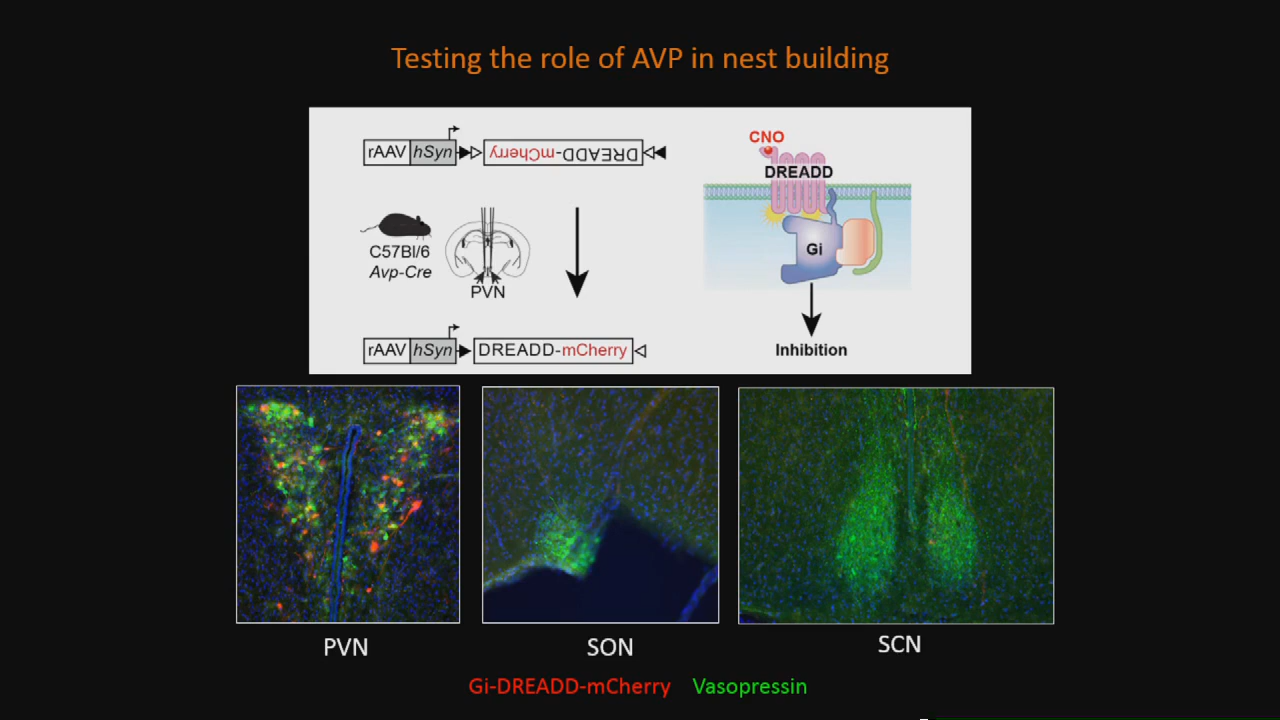 Testing the role of AVP in nest building
rAAV hSyn DREADD-mCherry
CNO
DREADD
Gi
Inhibition
C57Bl/6
Avp-Cre
PVN
rAAV hSyn DREADD-mCherry
PVN
SON
SCN
Gi-DREADD-mCherry Vasopressin